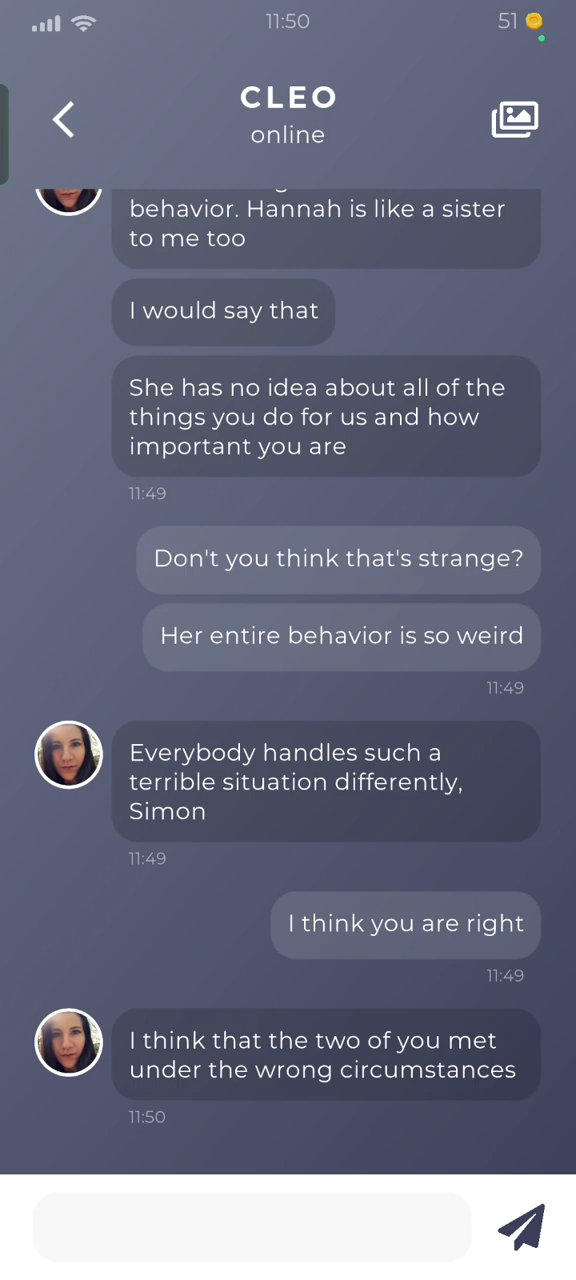 11:50
51
CLEO
online
behavior. Hannah is like a sister
to me too
I would say that
She has no idea about all of the
things you do for us and how
important you are
11:49
Don't you think that's strange?
Her entire behavior is so weird
11:49
Everybody handles such a
terrible situation differently,
Simon
11:49
I think you are right
11:49
I think that the two of you met
under the wrong circumstances
11:50